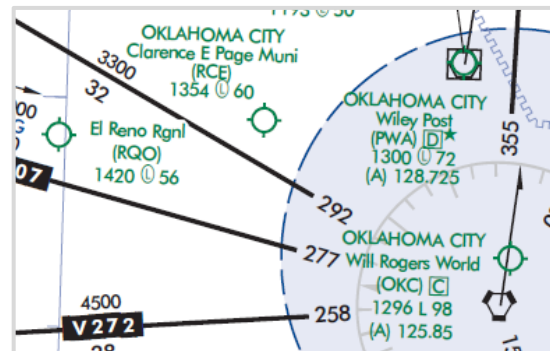 OKLAHOMA CITY
Clarence E Page Muni
(RCE)
1354 Ⓛ 60
3300
32
El Reno Rgnl
(RQO)
1420 Ⓛ 56
OKLAHOMA CITY
Wiley Post
(PWA) D ★
1300 Ⓛ 72
(A) 128.725
355
292
277
OKLAHOMA CITY
Will Rogers World
(OKC) C
1296 L 98
(A) 125.85
4500
V272
258